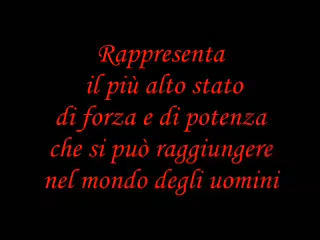 Rappresenta
il più alto stato
di forza e di potenza
che si può raggiungere
nel mondo degli uomini